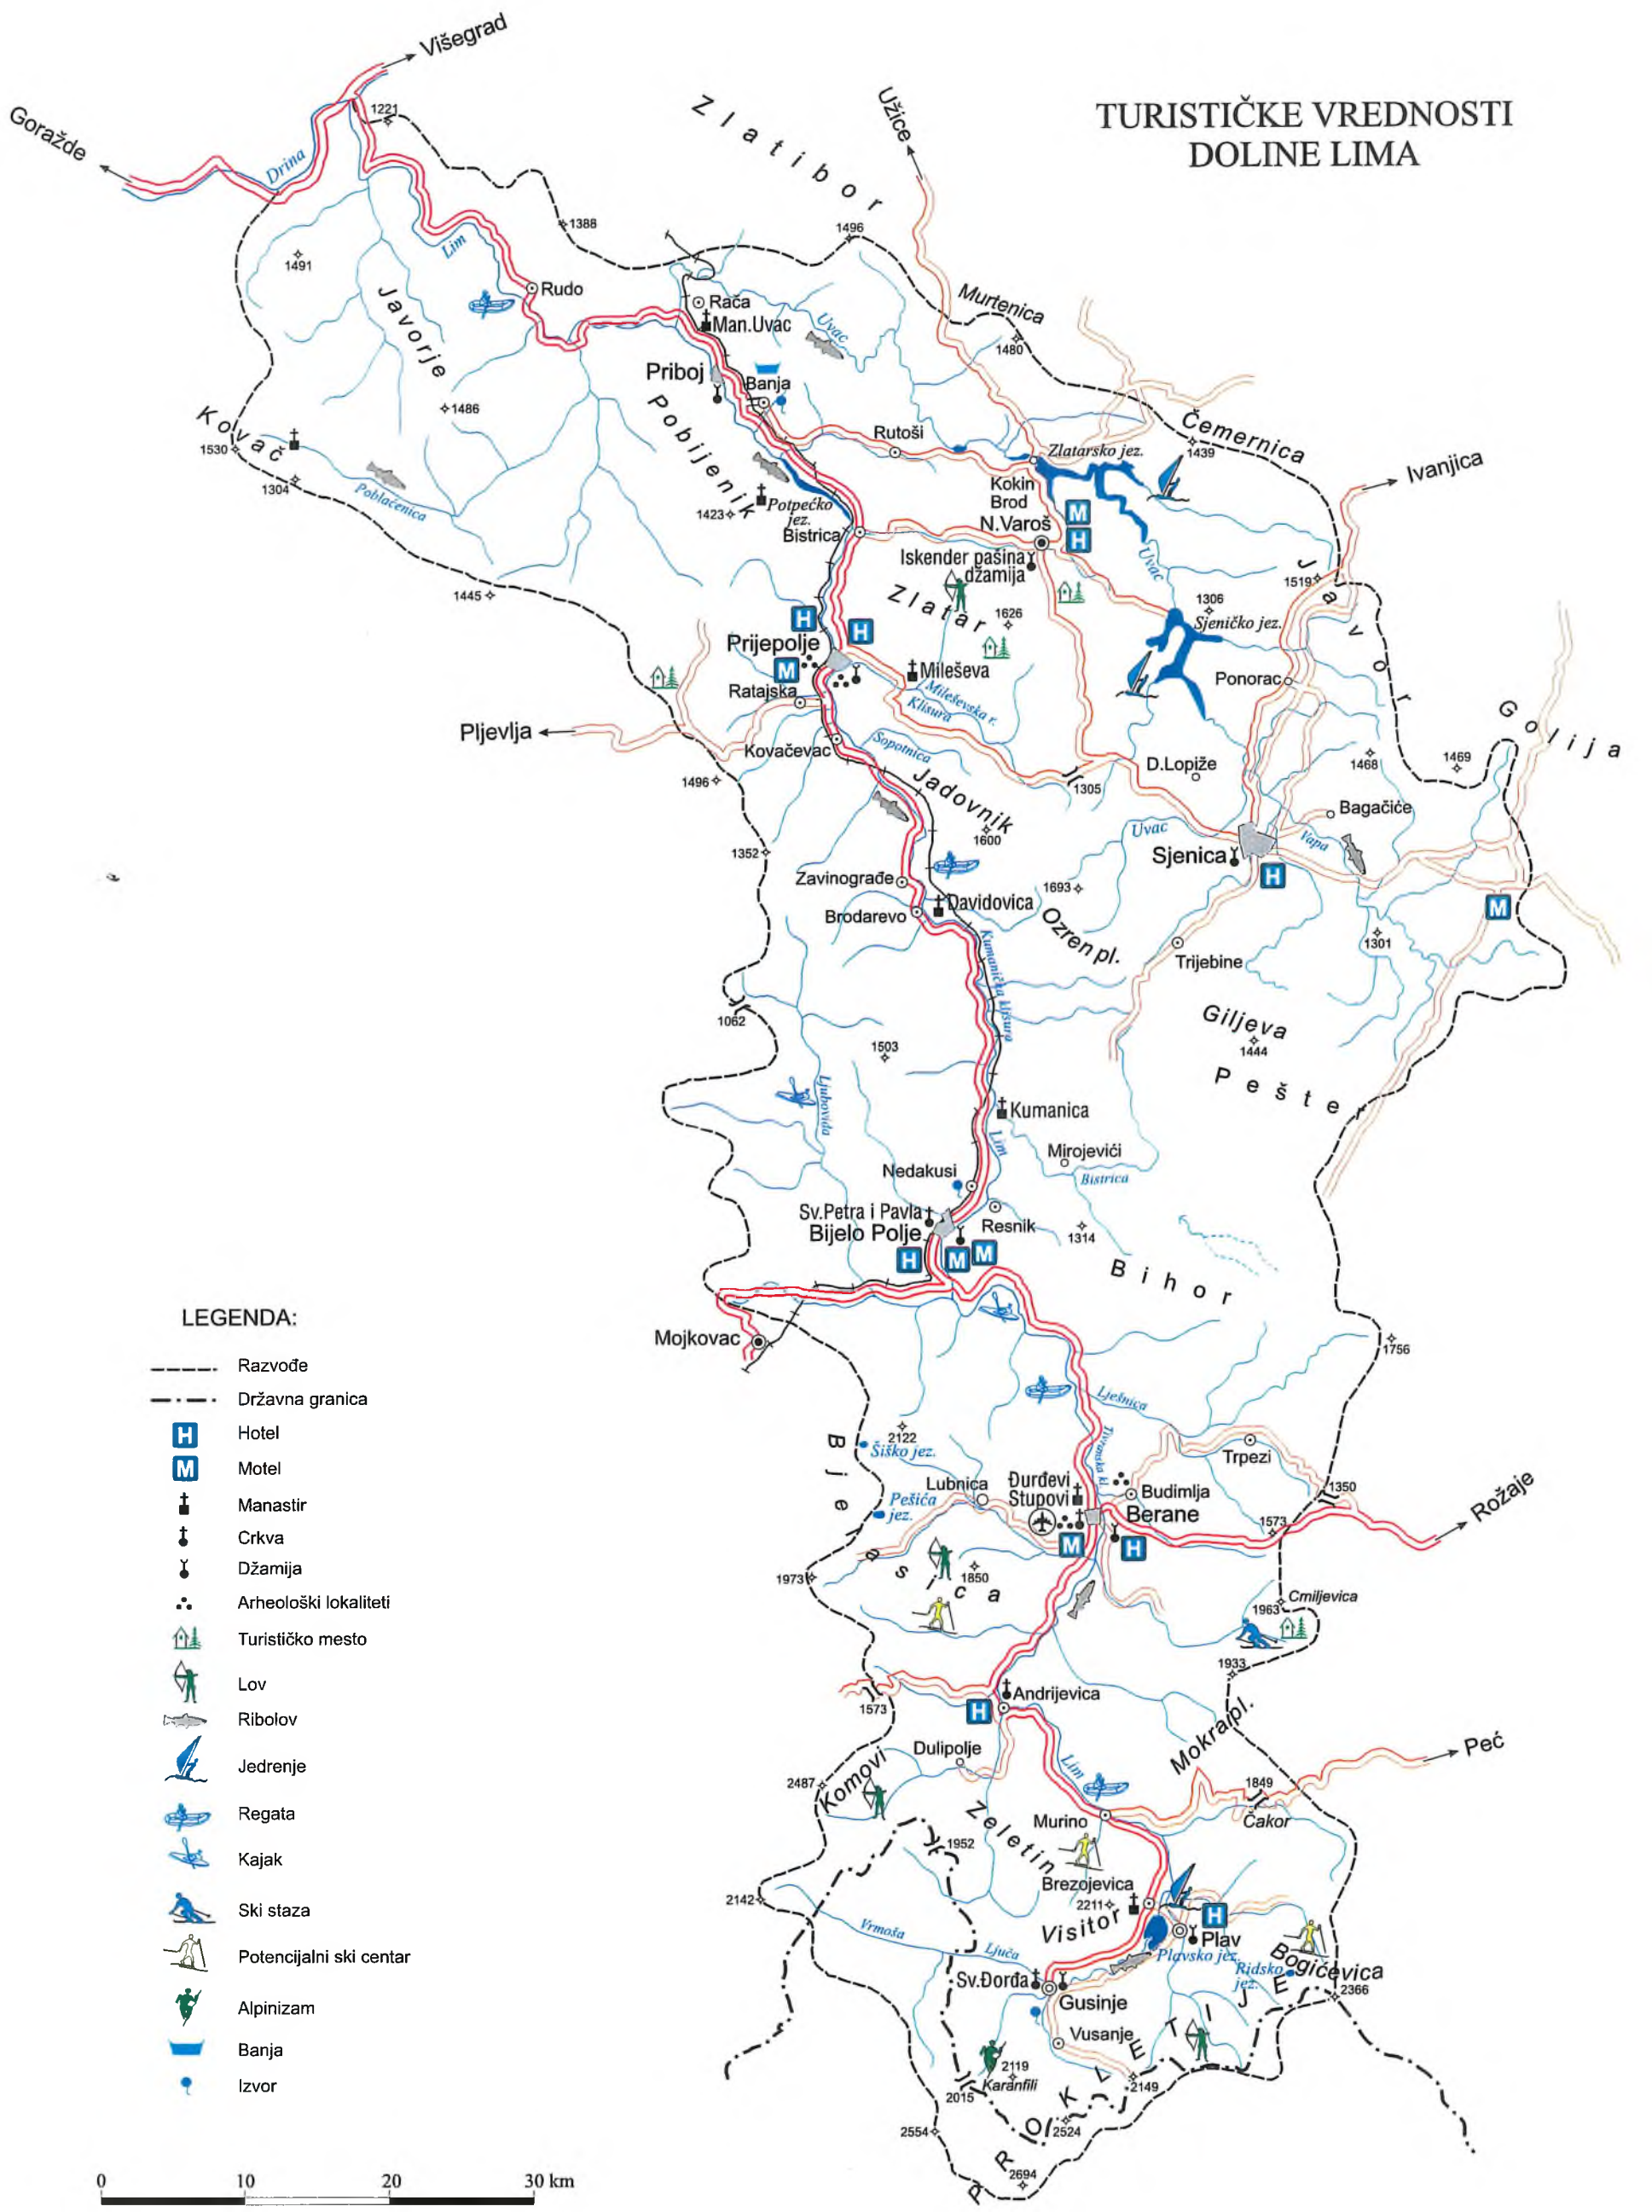 TURISTIČKE VREDNOSTI
DOLINE LIMA
Višegrad
Goražde
Užice
Zlatibor
1221
Drina
1388
1496
1491
Lim
Javorje
Rudo
Rača
Man.Uvac
Uvac
Murtenica
1480
Priboj
Banja
Pobijenik
1486
Kovač
1530
1304
Poblaćenica
Rutoši
Zlatarsko jez.
Čemernica
1439
Ivanjica
Kokin
Brod
1423
Potpećko
jez.
Bistrica
N.Varoš
Iskender pašina
džamija
Uvac
Javor
1519
1445
Zlatar
1626
1306
Sjeničko jez.
Prijepolje
Mileševa
Ratajska
Mileševska r.
Klisura
Ponorac
Pljevlja
Kovačevac
Sopotnica
Golija
1496
Jadovnik
1305
D.Lopiže
1468
1469
Bagačiće
1600
Uvac
Vapa
1352
Sjenica
Zavinograđe
1693
Davidovica
Brodarevo
Ozren pl.
Kumanička klisura
1301
Trijebine
1062
Giljeva
1444
1503
Pešter
Ljubovida
Kumanica
Lim
Mirojevići
Nedakusi
Bistrica
Sv.Petra i Pavla
Bijelo Polje
Resnik
1314
Bihor
Mojkovac
1756
Lješnica
Bjelasica
2122
Šiško jez.
Tivranska kl.
Trpezi
Lubnica
Đurđevi
Stupovi
Budimlja
1350
Pešića
jez.
Berane
1573
Rožaje
1973
1850
1963
Cmiljevica
1933
1573
Andrijevica
Mokra pl.
Dulipolje
Lim
Peć
2487
Komovi
1849
Čakor
Zeletin
Murino
1952
Brezojevica
2142
2211
Visitor
Plav
Vrmoša
Ljuča
Plavsko jez.
Ridsko
jez.
Bogićevica
2366
Sv.Đorđa
Gusinje
Vusanje
PROKLETIJE
2119
Karanfili
2015
2149
2554
2524
2694
LEGENDA:
Razvođe
Državna granica
H Hotel
M Motel
Manastir
Crkva
Džamija
Arheološki lokaliteti
Turističko mesto
Lov
Ribolov
Jedrenje
Regata
Kajak
Ski staza
Potencijalni ski centar
Alpinizam
Banja
Izvor
0 10 20 30 km